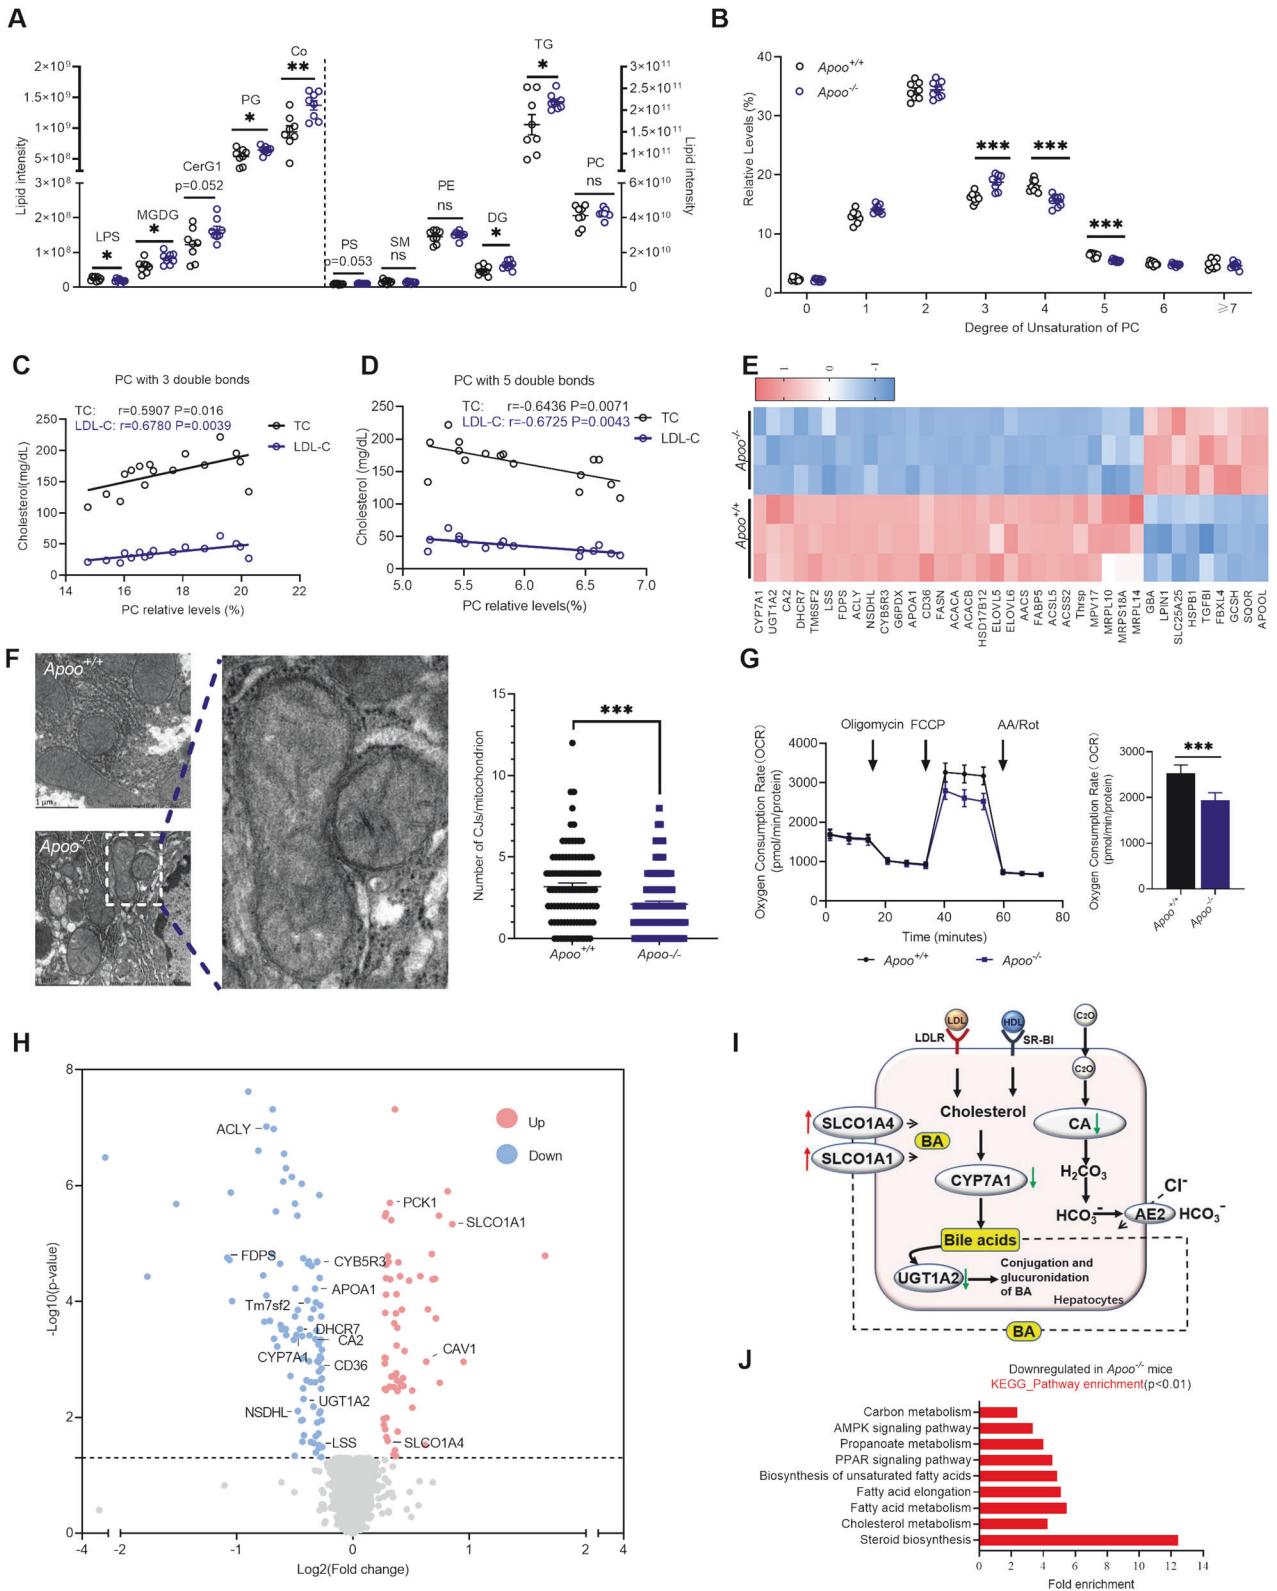 A
Co
TG
2×10⁹
**
3×10¹¹
2.5×10¹¹
1.5×10⁹
PG
*
*
2×10¹¹
1×10⁹
1.5×10¹¹
5×10⁸
CerG1
1×10¹¹
p=0.052
PC
ns
3×10⁸
MGDG
PE
6×10¹⁰
2×10⁸
*
ns
4×10¹⁰
LPS
DG
*
PS
SM
*
1×10⁸
p=0.053
ns
2×10¹⁰
0
0
Lipid intensity
Lipid intensity
B
Apoo+/+
Apoo-/-
40
30
20
10
0
***
***
***
Relative Levels (%)
0 1 2 3 4 5 6 ⩾7
Degree of Unsaturation of PC
C
PC with 3 double bonds
TC: r=0.5907 P=0.016
LDL-C: r=0.6780 P=0.0039
TC
LDL-C
250
200
150
100
50
0
Cholesterol(mg/dL)
14 16 18 20 22
PC relative levels (%)
D
PC with 5 double bonds
TC: r=-0.6436 P=0.0071
LDL-C: r=-0.6725 P=0.0043
TC
LDL-C
250
200
150
100
50
0
Cholesterol (mg/dL)
5.0 5.5 6.0 6.5 7.0
PC relative levels(%)
E
1 0 -1
Apoo-/-
Apoo+/+
CYP7A1
UGT1A2
CA2
DHCR7
TM6SF2
LSS
FDPS
ACLY
NSDHL
CYB5R3
G6PDX
APOA1
CD36
FASN
ACACA
ACACB
HSD17B12
ELOVL5
ELOVL6
AACS
FABP5
ACSL5
ACSS2
Thrsp
MPV17
MRPL10
MRPS18A
MRPL14
GBA
LPIN1
SLC25A25
HSPB1
TGFBI
FBXL4
GCSH
SQOR
APOOL
F
Apoo+/+
1 μm
Apoo-/-
1 μm
15
10
5
0
***
Number of CJs/mitochondrion
Apoo+/+
Apoo-/-
G
Oligomycin FCCP AA/Rot
4000
3000
2000
1000
0
Oxygen Consumption Rate (OCR)
(pmol/min/protein)
0 20 40 60 80
Time (minutes)
Apoo+/+
Apoo-/-
3000
2000
1000
0
***
Oxygen Consumption Rate (OCR)
(pmol/min/protein)
Apoo+/+
Apoo-/-
H
8
6
4
2
0
-Log10(p-value)
Up
Down
ACLY
PCK1
SLCO1A1
FDPS
CYB5R3
APOA1
Tm7sf2
DHCR7
CA2
CYP7A1
CAV1
CD36
UGT1A2
NSDHL
LSS
SLCO1A4
-4 -2 -1 0 1 2 4
Log2(Fold change)
I
LDL
HDL
C2O
LDLR
SR-BI
C2O
Cholesterol
SLCO1A4
BA
CA
SLCO1A1
H₂CO₃
CYP7A1
Cl⁻
HCO₃⁻
AE2
HCO₃⁻
Bile acids
UGT1A2
Conjugation and
glucuronidation
of BA
Hepatocytes
BA
J
Downregulated in Apoo-/- mice
KEGG_Pathway enrichment(p<0.01)
Carbon metabolism
AMPK signaling pathway
Propanoate metabolism
PPAR signaling pathway
Biosynthesis of unsaturated fatty acids
Fatty acid elongation
Fatty acid metabolism
Cholesterol metabolism
Steroid biosynthesis
0 2 4 6 8 10 12 14
Fold enrichment